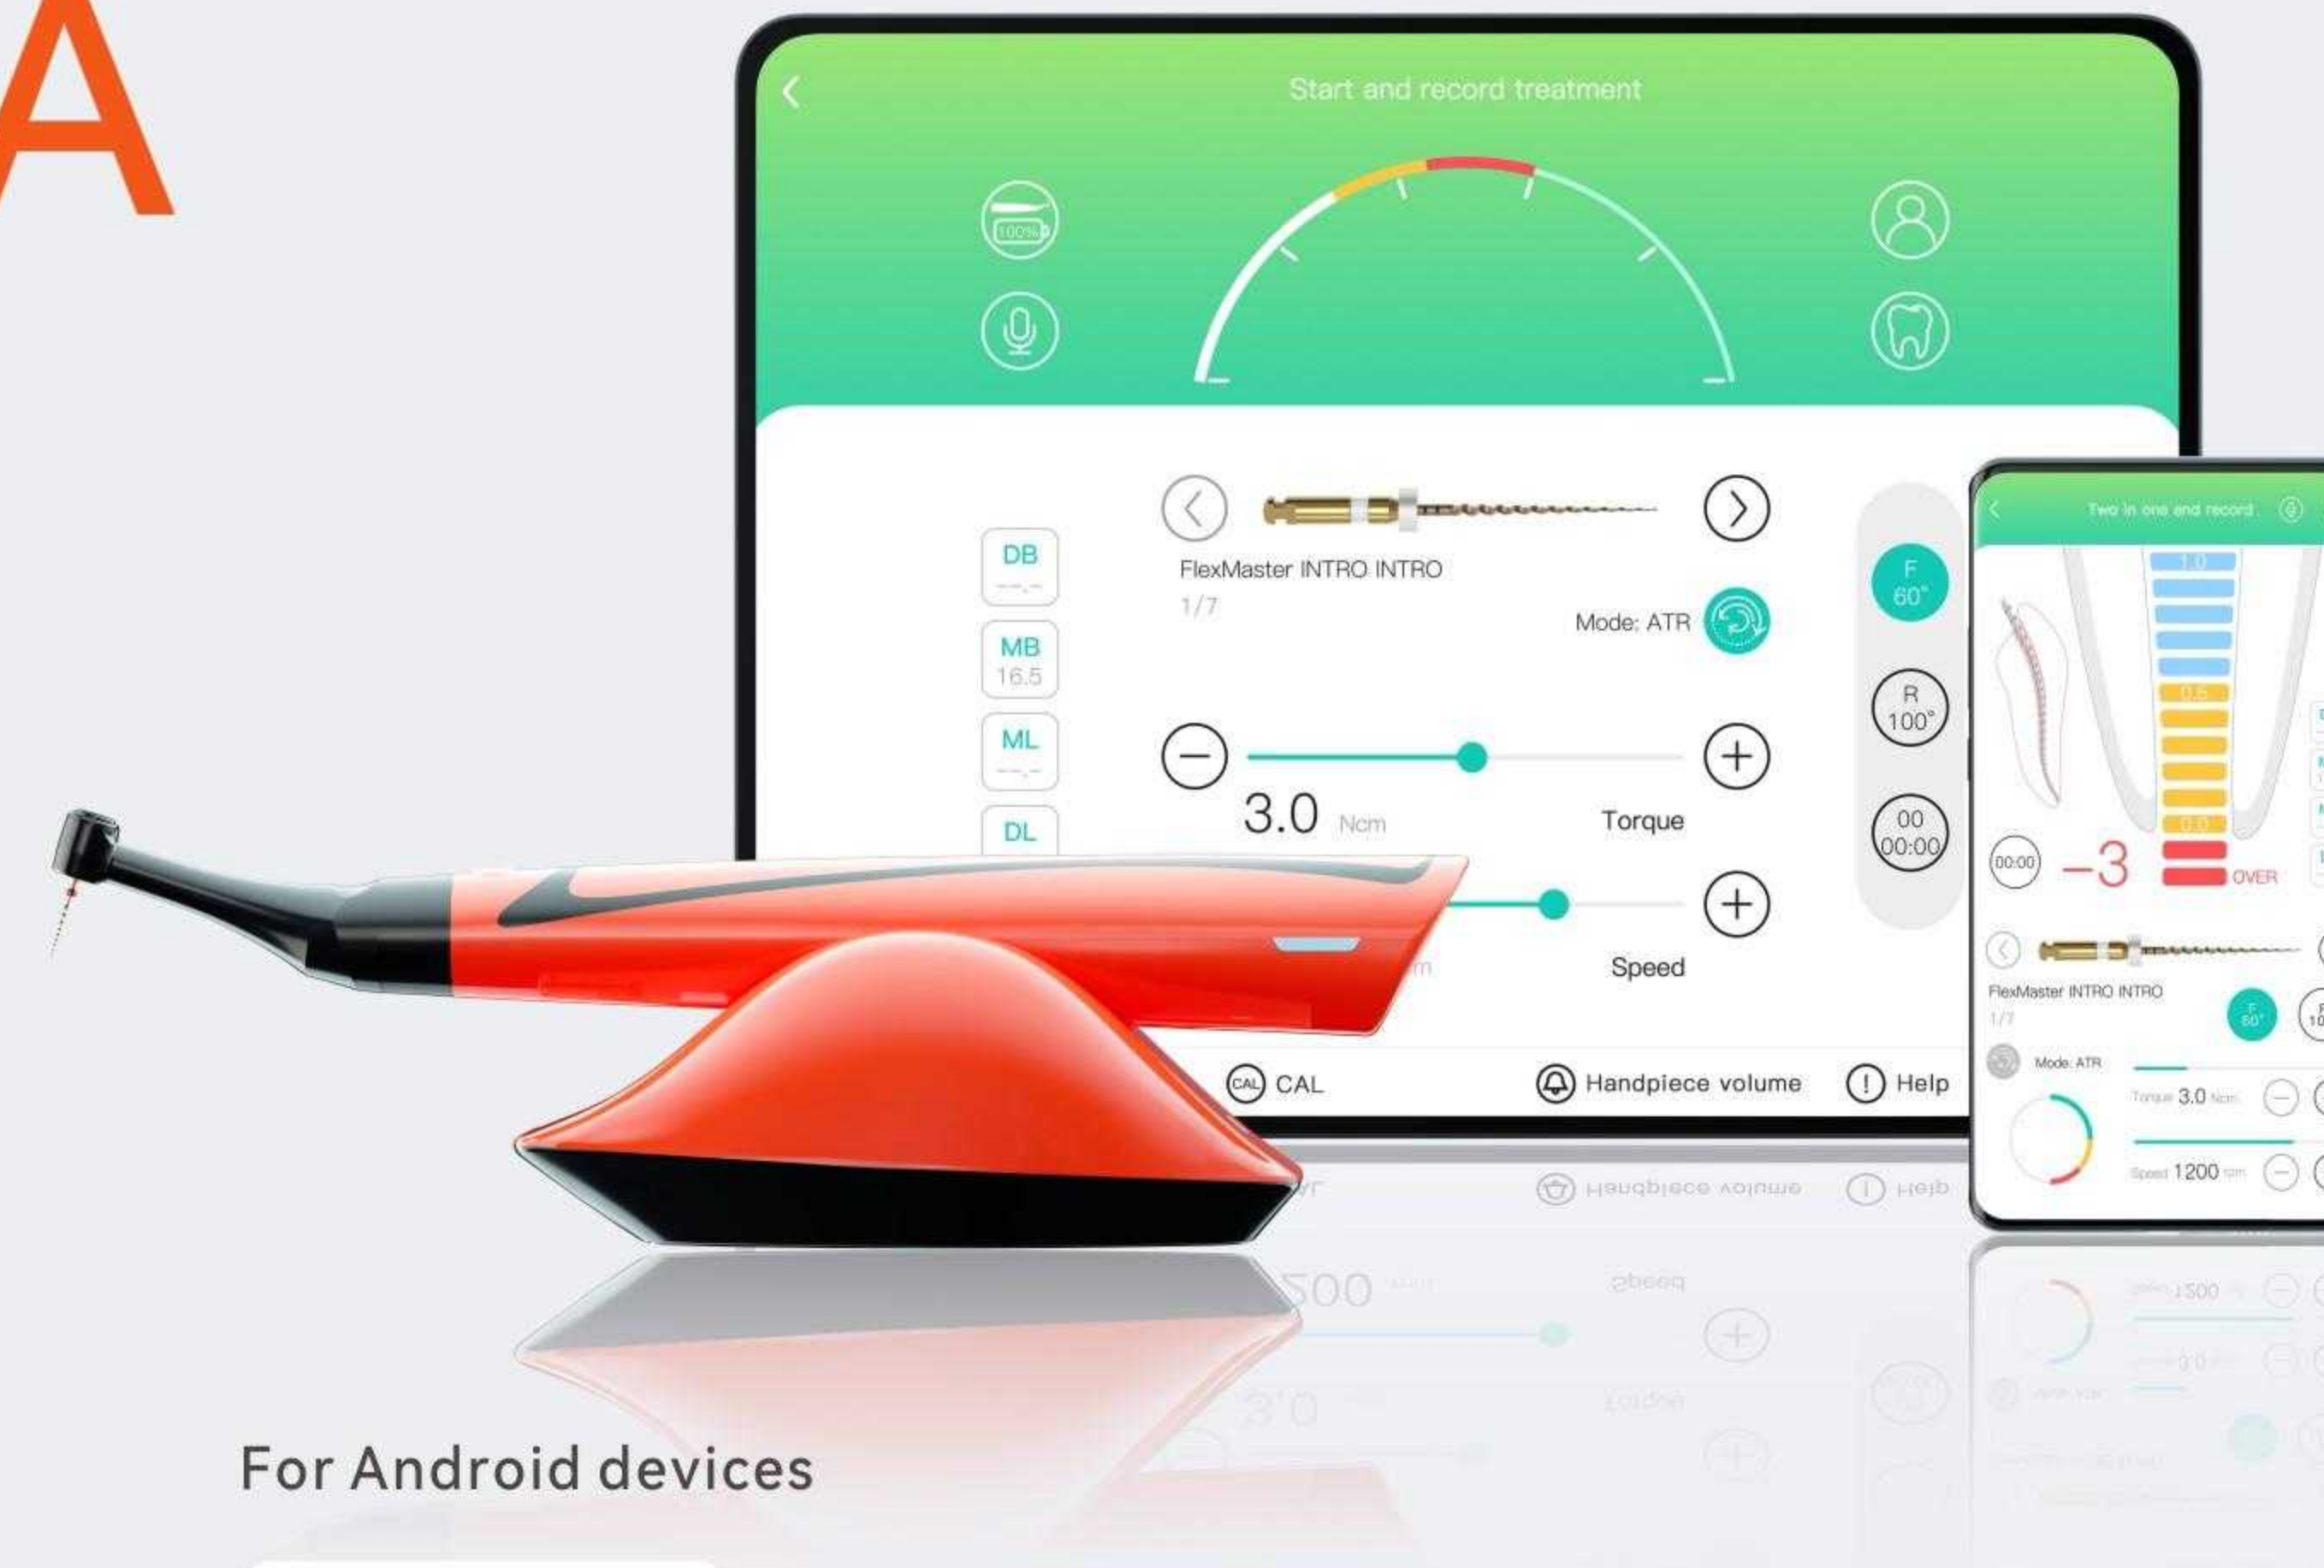 A
Start and record treatment
100%
FlexMaster INTRO INTRO
1/7
Mode: ATR
DB
--.-
MB
16.5
ML
--.-
DL
3.0 Ncm
Torque
Speed
F
60°
R
100°
00
00:00
CAL CAL
Handpiece volume
Help
Two in one and record
1.0
0.5
0.0
00:00
-3
OVER
FlexMaster INTRO INTRO
1/7
F
60°
Mode: ATR
Torque 3.0 Ncm
Speed 1200 rpm
For Android devices